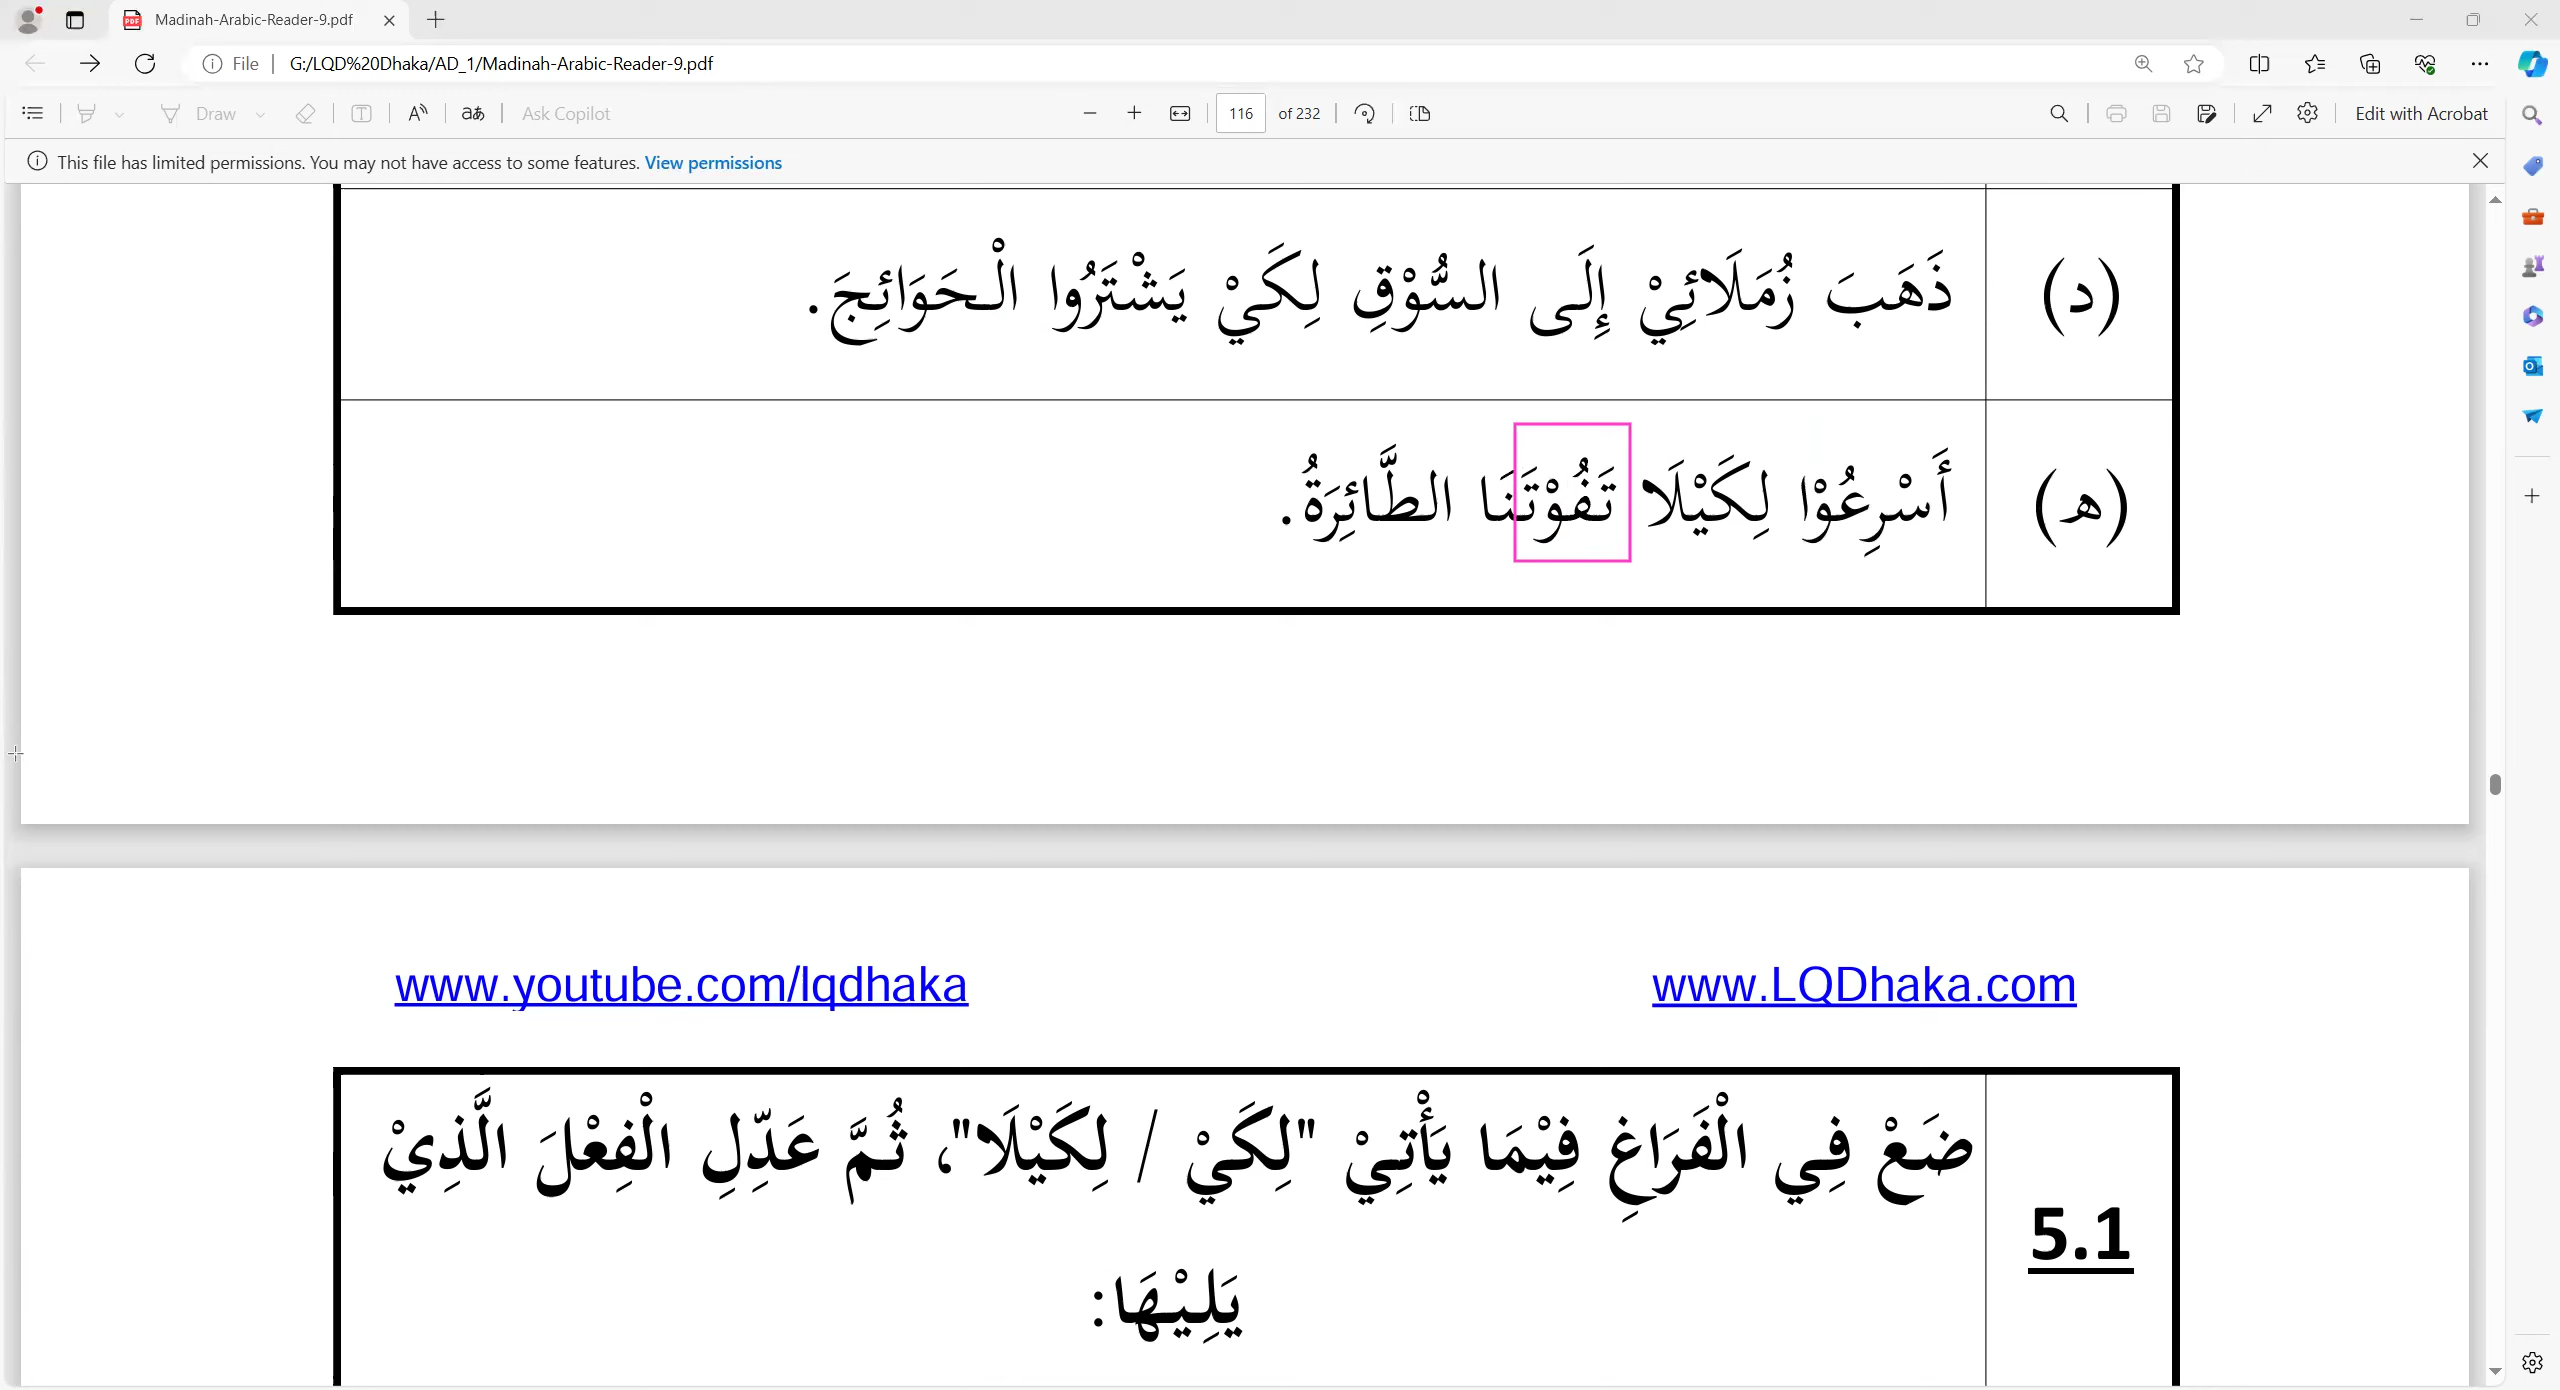 Madinah-Arabic-Reader-9.pdf
File G:/LQD%20Dhaka/AD_1/Madinah-Arabic-Reader-9.pdf
Draw Ask Copilot 116 of 232 Edit with Acrobat
This file has limited permissions. You may not have access to some features. View permissions
(د) ذَهَبَ زُمَلَائِيْ إِلَى السُّوْقِ لِكَيْ يَشْتَرُوا الْحَوَائِجَ.
(ه) أَسْرِعُوْا لِكَيْلَا تَفُوْتَنَا الطَّائِرَةُ.
www.youtube.com/lqdhaka www.LQDhaka.com
5.1 ضَعْ فِي الْفَرَاغِ فِيْمَا يَأْتِيْ "لِكَيْ / لِكَيْلَا"، ثُمَّ عَدِّلِ الْفِعْلَ الَّذِيْ
يَلِيْهَا: